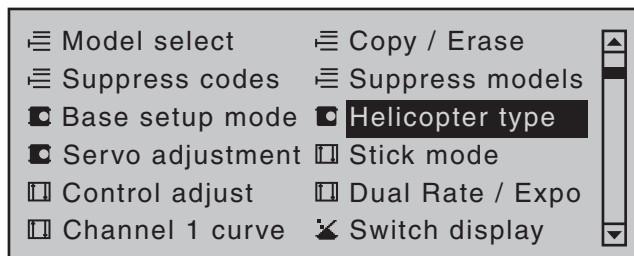 Model select Copy / Erase
Suppress codes Suppress models
Base setup mode Helicopter type
Servo adjustment Stick mode
Control adjust Dual Rate / Expo
Channel 1 curve Switch display